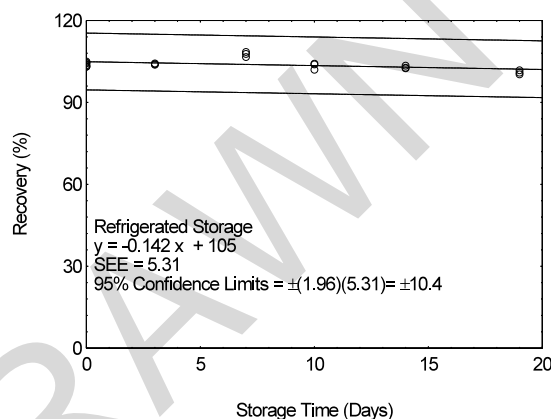 120
90
60
30
0
Recovery (%)
Refrigerated Storage
y = -0.142 x + 105
SEE = 5.31
95% Confidence Limits = ±(1.96)(5.31)= ±10.4
0 5 10 15 20
Storage Time (Days)
RAWN